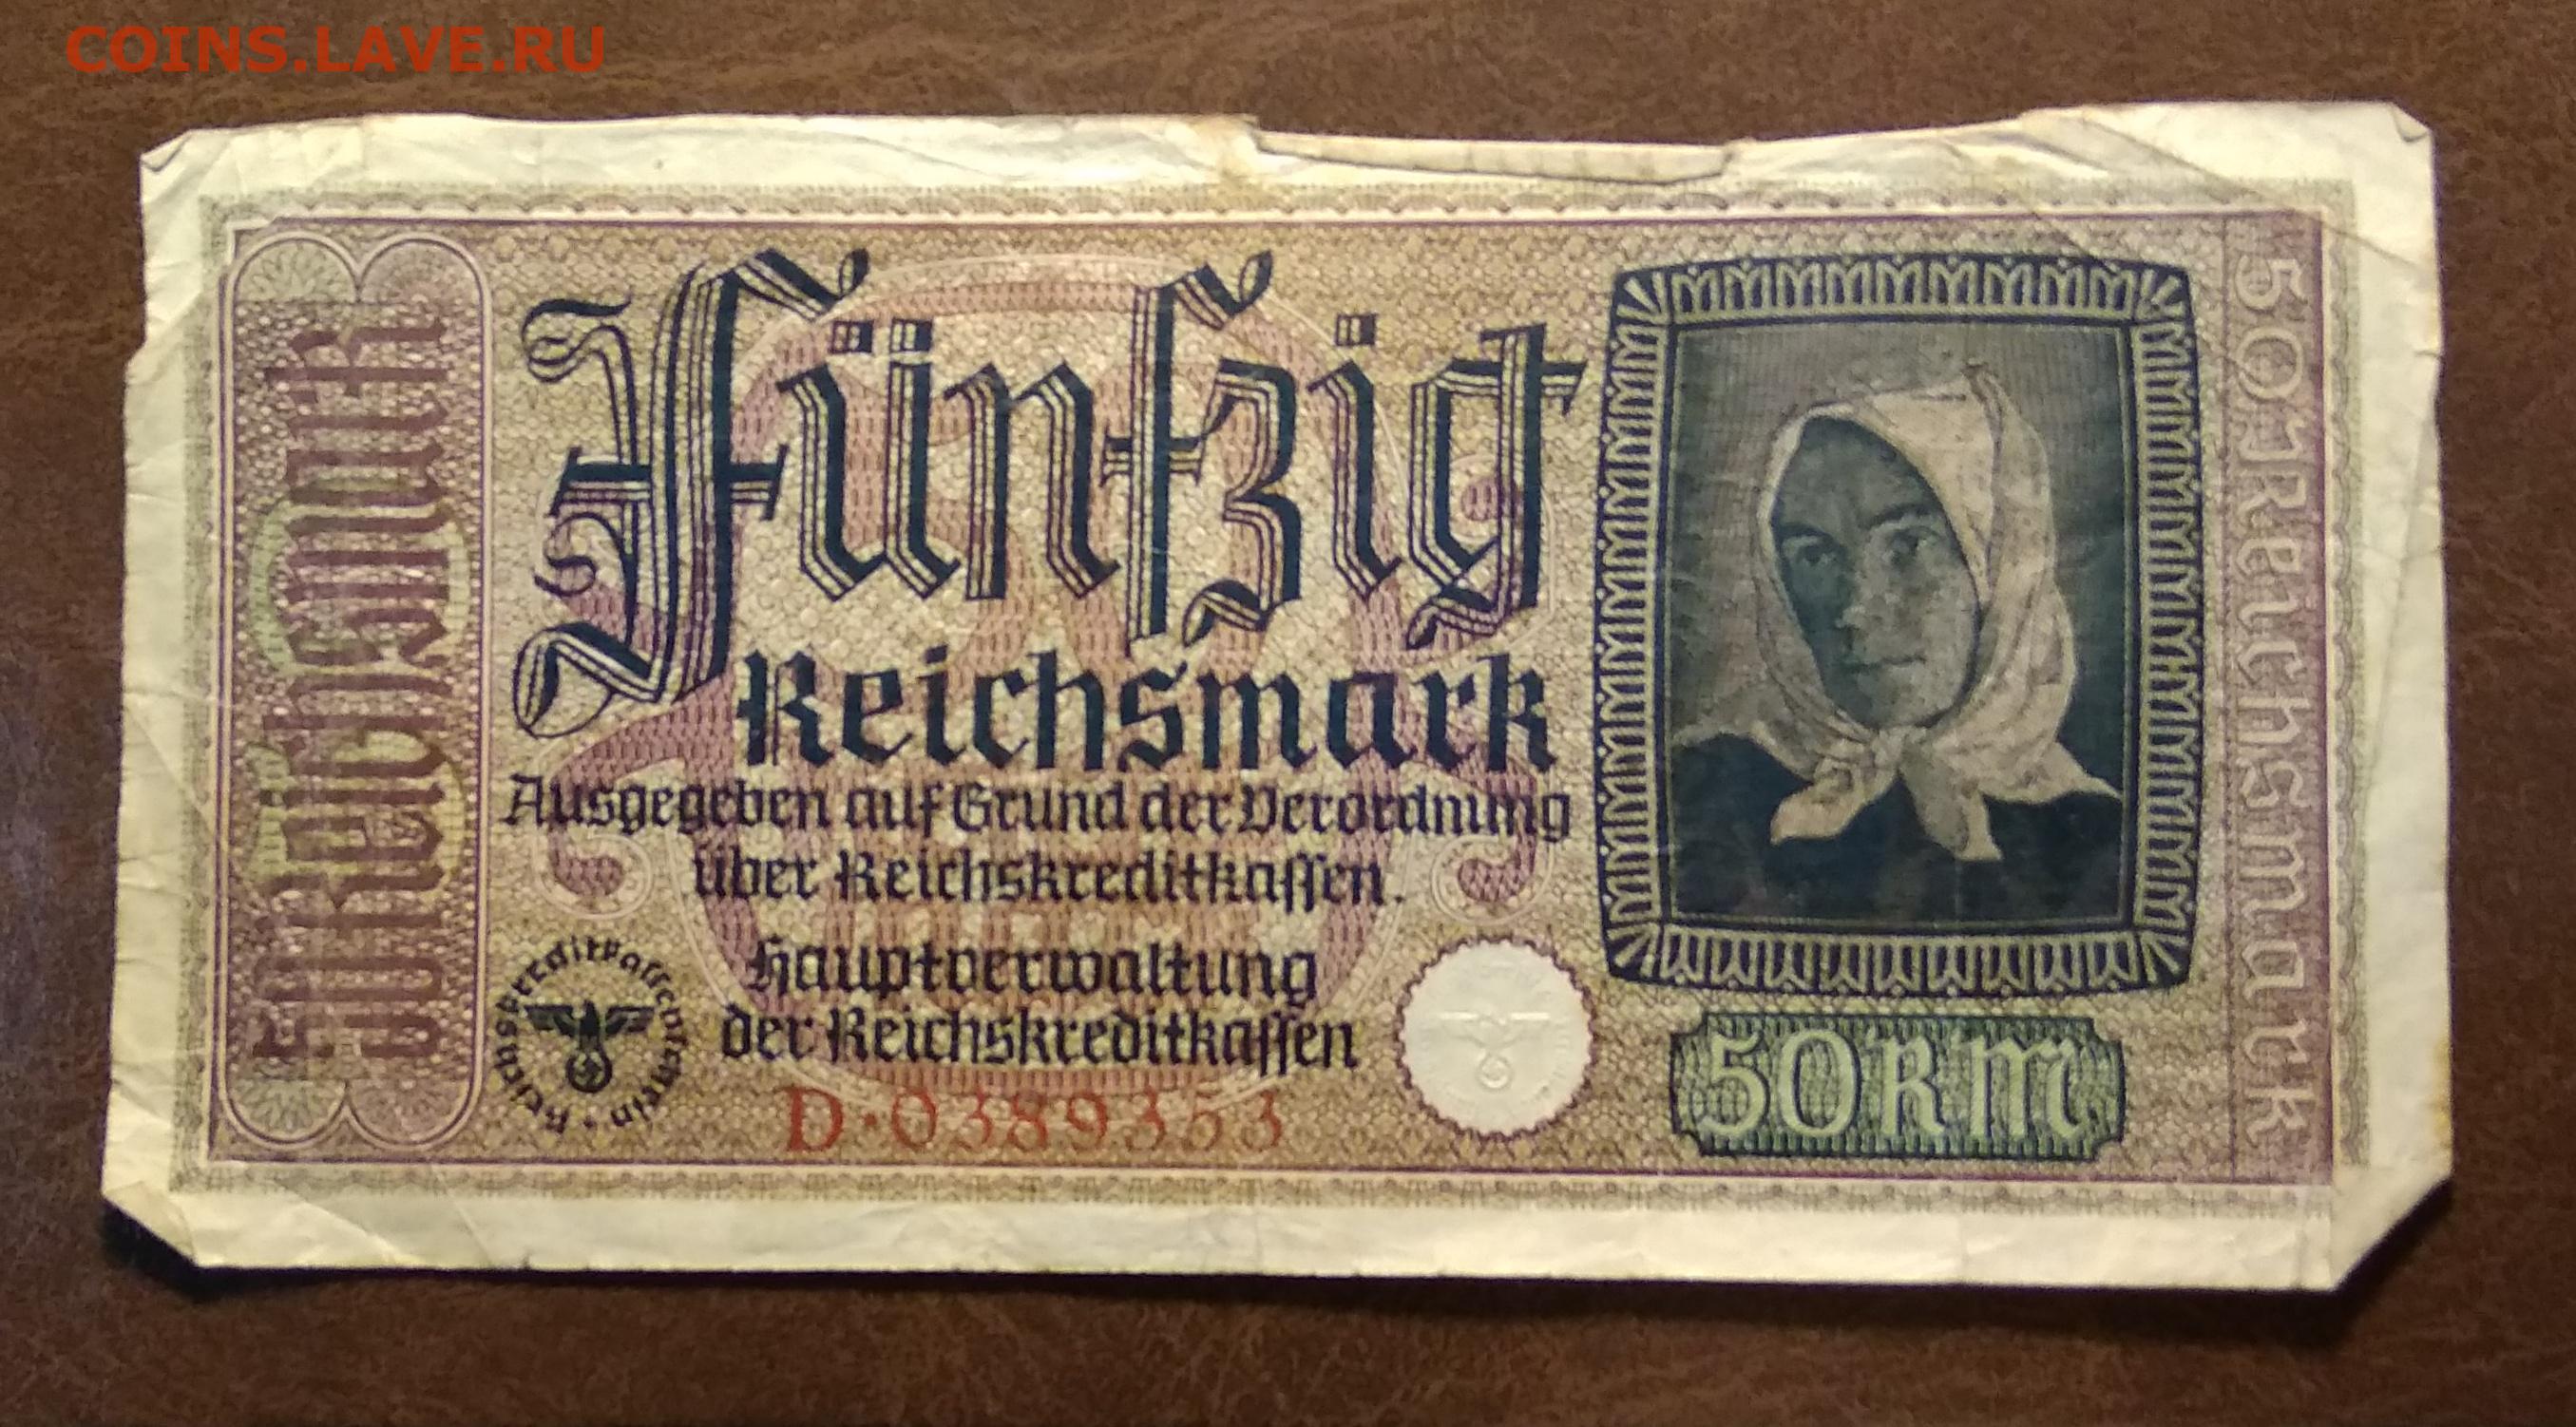 COINS.LAVE.RU
Fünfzig
Reichsmark
Ausgegeben auf Grund der Verordnung
über Reichskreditkassen.
Hauptverwaltung
der Reichskreditkassen
D·0389353
Reichskreditkassenschein
50 RM
50 Reichsmark